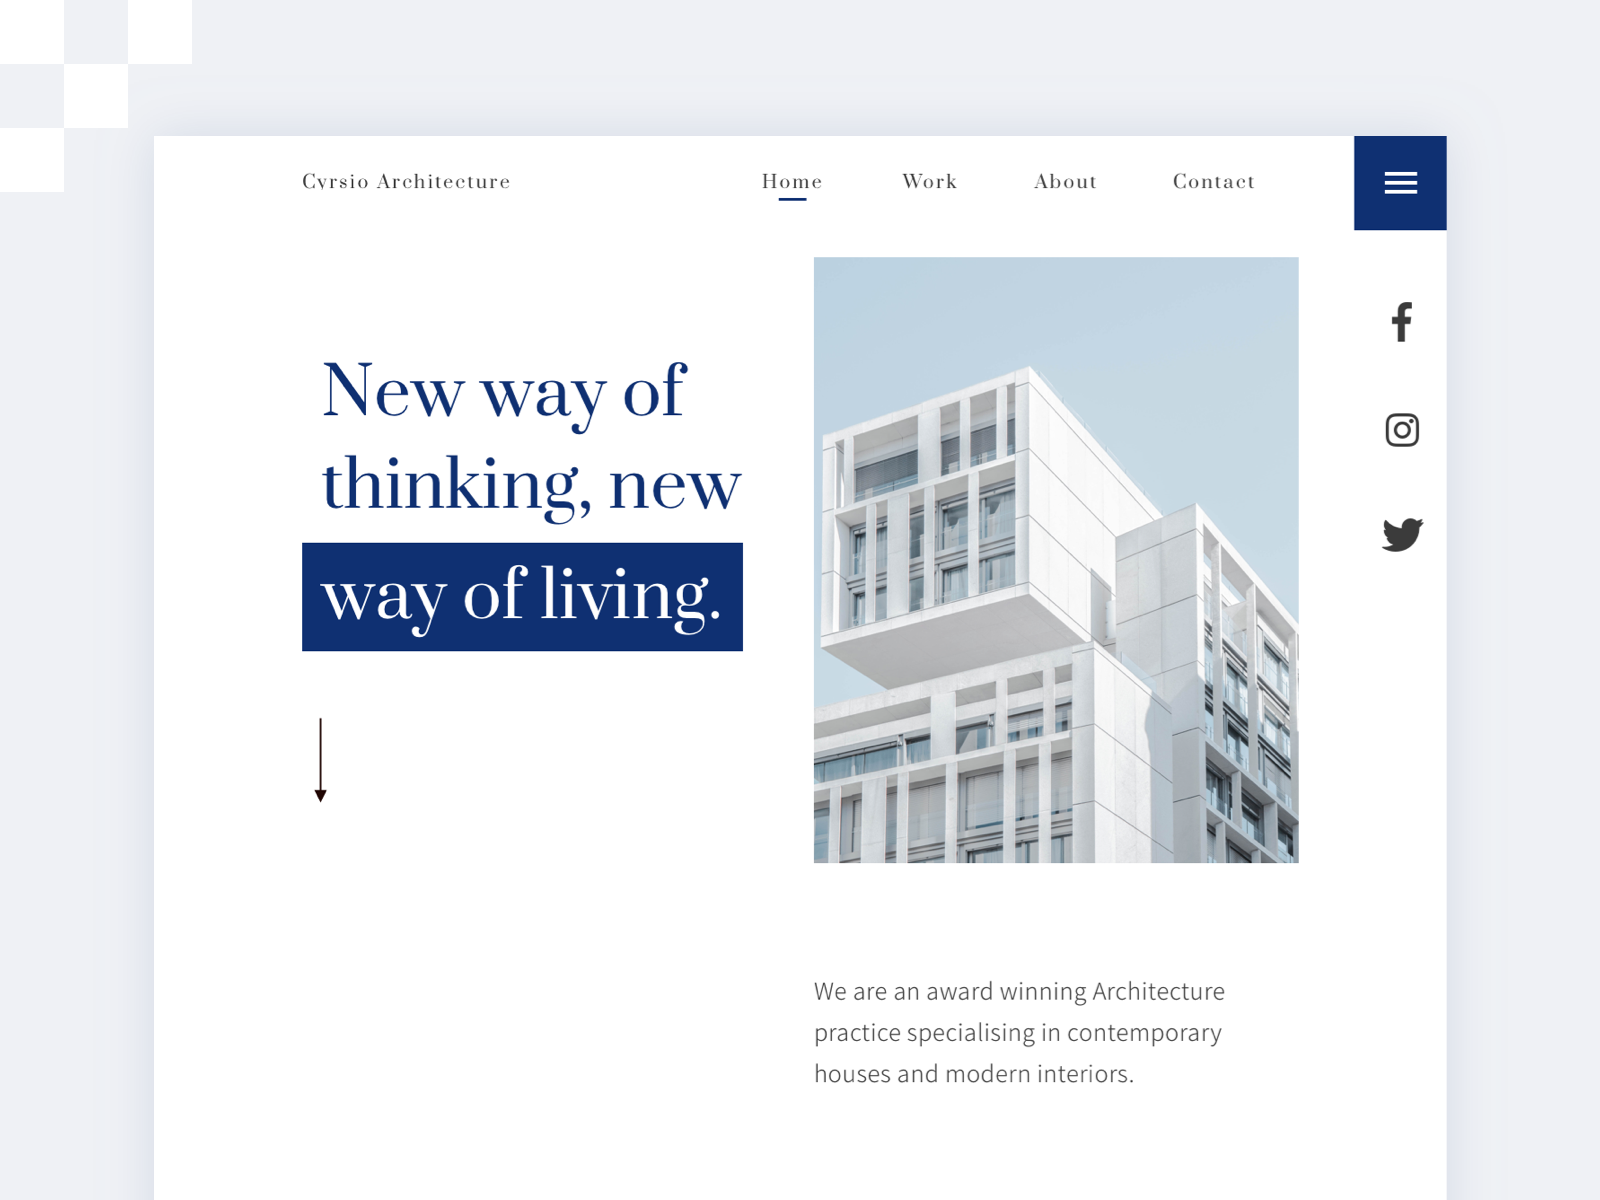 Cyrsio Architecture
Home
Work
About
Contact
New way of
thinking, new
way of living.
We are an award winning Architecture
practice specialising in contemporary
houses and modern interiors.